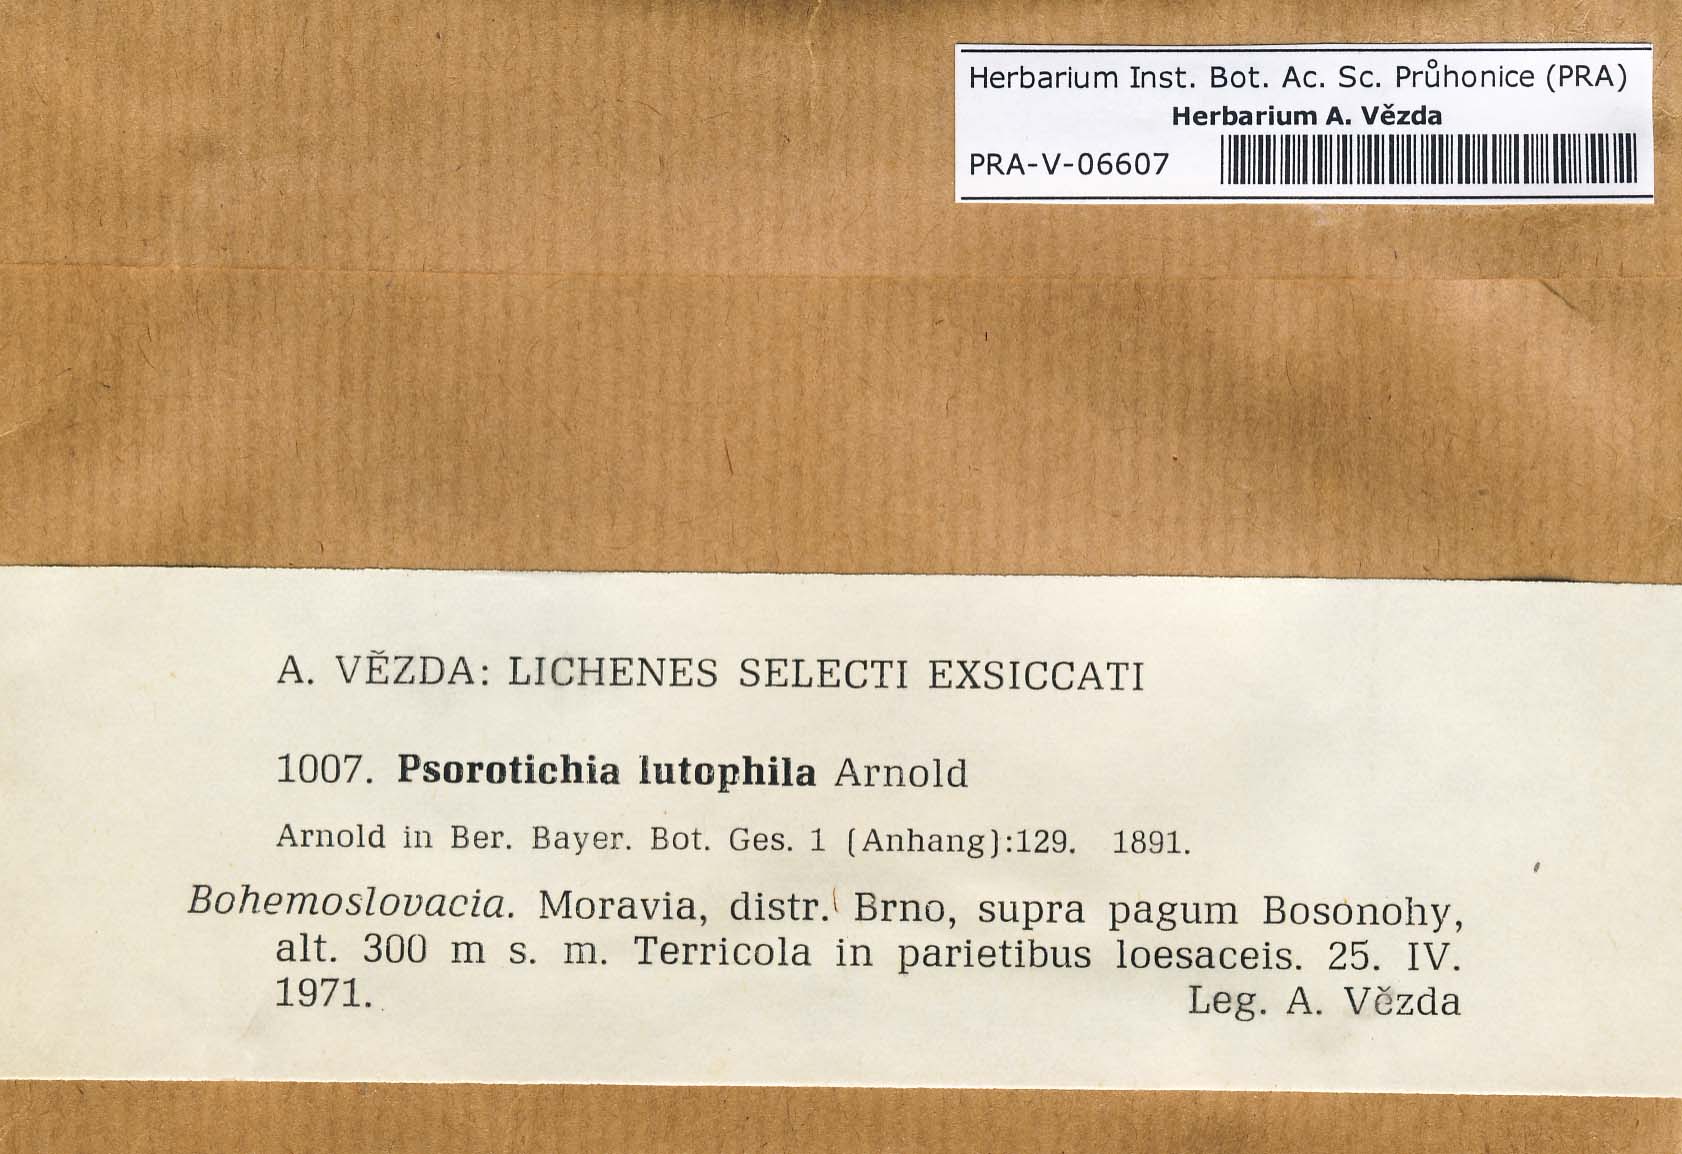 Herbarium Inst. Bot. Ac. Sc. Průhonice (PRA)
Herbarium A. Vězda
PRA-V-06607
A. VĚZDA: LICHENES SELECTI EXSICCATI
1007. Psorotichia lutophila Arnold
Arnold in Ber. Bayer. Bot. Ges. 1 (Anhang):129. 1891.
Bohemoslovacia. Moravia, distr. Brno, supra pagum Bosonohy,
alt. 300 m s. m. Terricola in parietibus loesaceis. 25. IV.
1971. Leg. A. Vězda